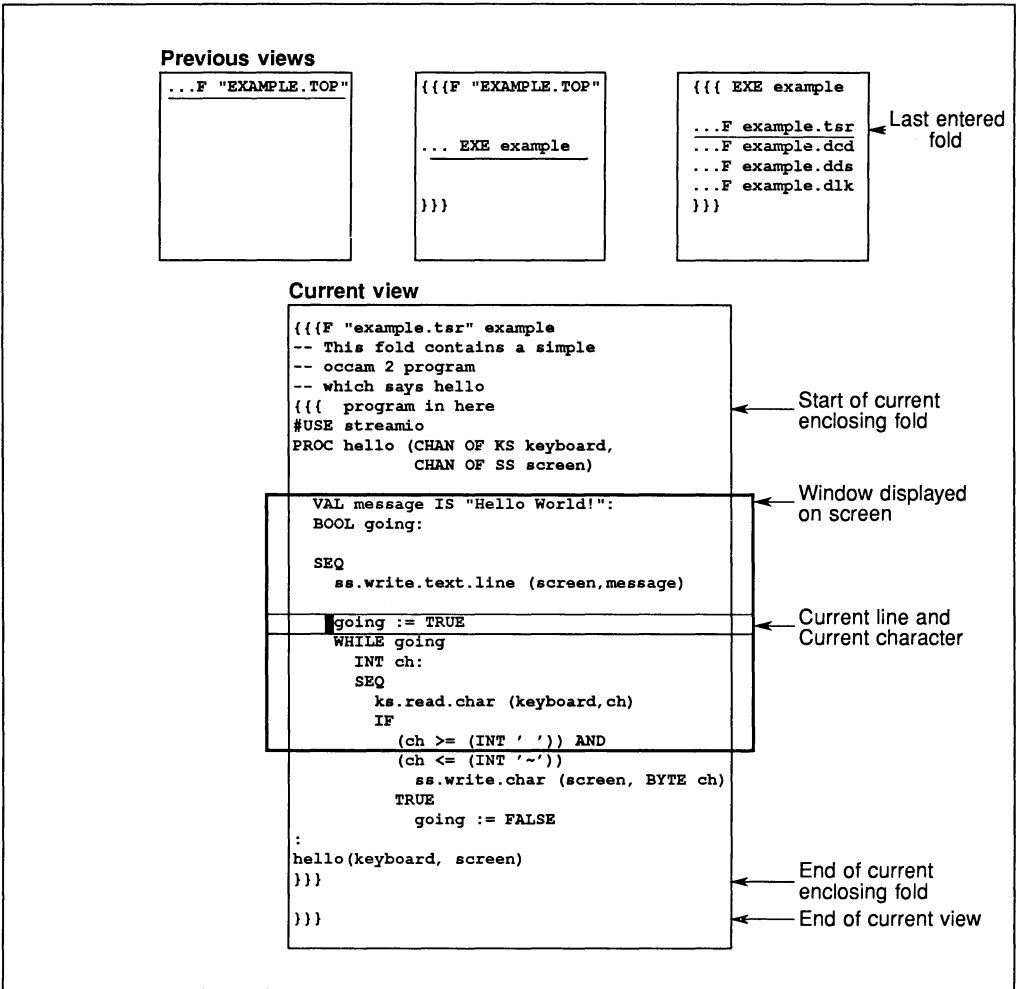 Previous views
...F "EXAMPLE.TOP"
{{{F "EXAMPLE.TOP"
... EXE example
}}}
{{{ EXE example
...F example.tsr
...F example.dcd
...F example.dds
...F example.dlk
}}}
Last entered
fold
Current view
{{{F "example.tsr" example
-- This fold contains a simple
-- occam 2 program
-- which says hello
{{{  program in here
#USE streamio
PROC hello (CHAN OF KS keyboard,
            CHAN OF SS screen)
  VAL message IS "Hello World!":
  BOOL going:
  SEQ
    ss.write.text.line (screen,message)
    going := TRUE
    WHILE going
      INT ch:
      SEQ
        ks.read.char (keyboard,ch)
        IF
          (ch >= (INT ' ')) AND
          (ch <= (INT '~'))
            ss.write.char (screen, BYTE ch)
          TRUE
            going := FALSE
:
hello(keyboard, screen)
}}}
}}}
Start of current
enclosing fold
Window displayed
on screen
Current line and
Current character
End of current
enclosing fold
End of current view